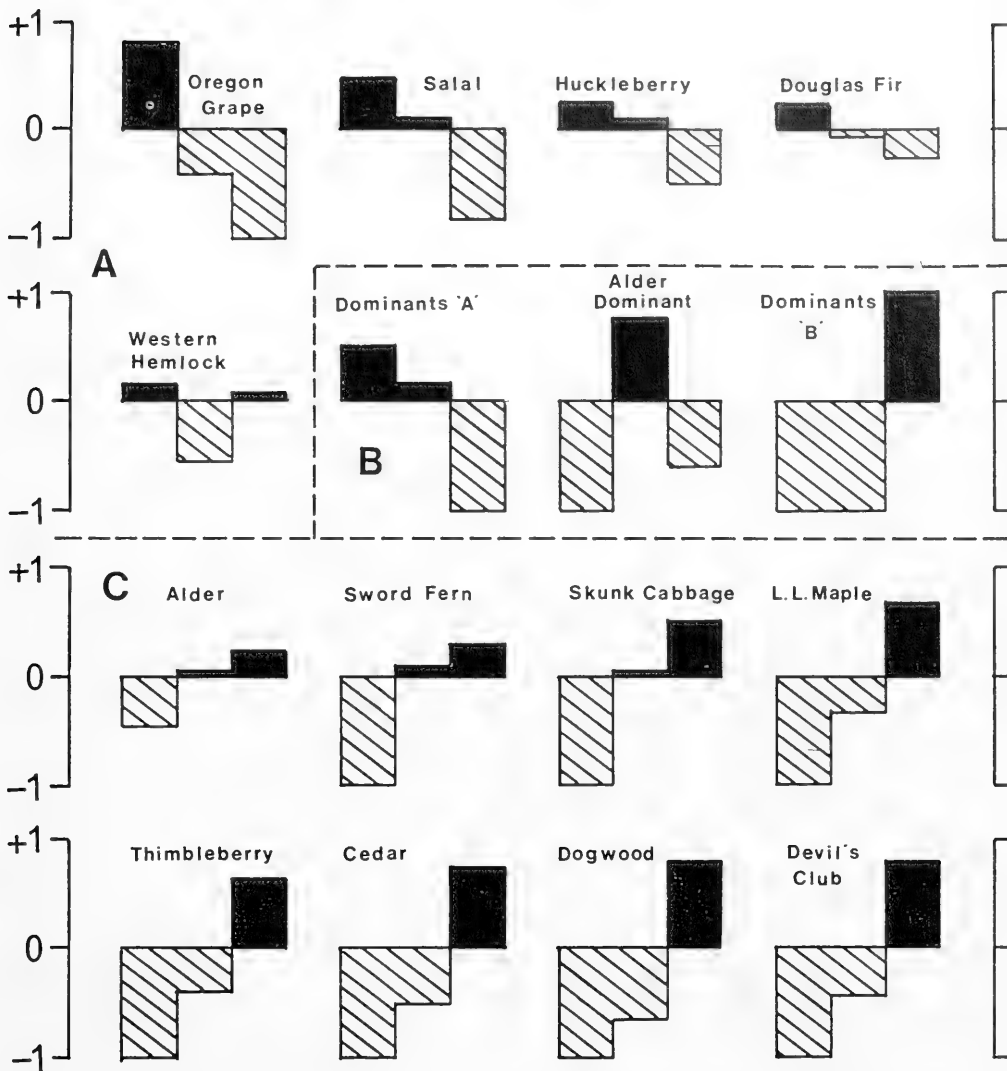 +1
Oregon
Grape
Salal
Huckleberry
Douglas Fir
0
-1
A
+1
Western
Hemlock
Dominants 'A'
Alder
Dominant
Dominants
'B'
0
B
-1
+1
C
Alder
Sword Fern
Skunk Cabbage
L.L.Maple
0
-1
+1
Thimbleberry
Cedar
Dogwood
Devil's
Club
0
-1